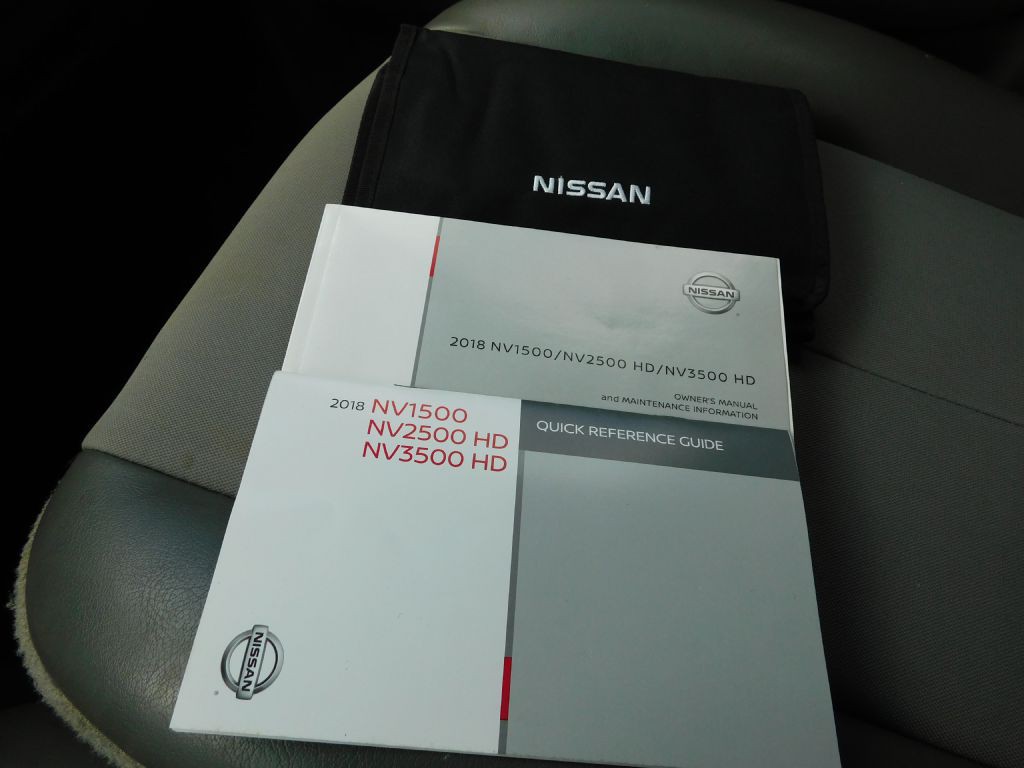 NISSAN
NISSAN
2018 NV1500/NV2500 HD/NV3500 HD
OWNER'S MANUAL
and MAINTENANCE INFORMATION
2018 NV1500
NV2500 HD
NV3500 HD
QUICK REFERENCE GUIDE
NISSAN